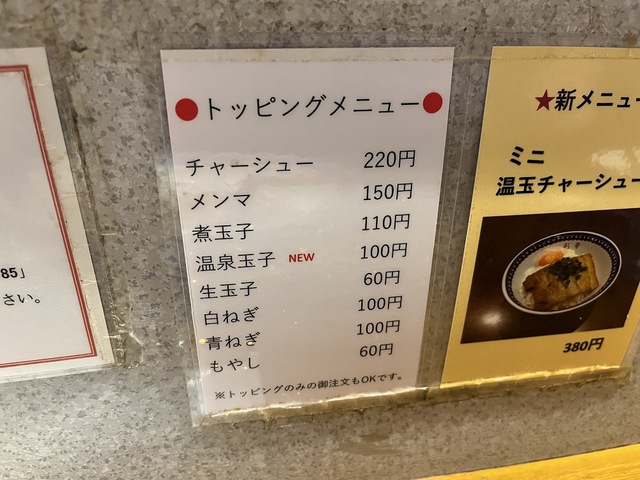 85」
さい。
●トッピングメニュー●
チャーシュー 220円
メンマ 150円
煮玉子 110円
温泉玉子 NEW 100円
生玉子 60円
白ねぎ 100円
青ねぎ 100円
もやし 60円
※トッピングのみの御注文もOKです。
★新メニュー
ミニ
温玉チャーシュー
380円